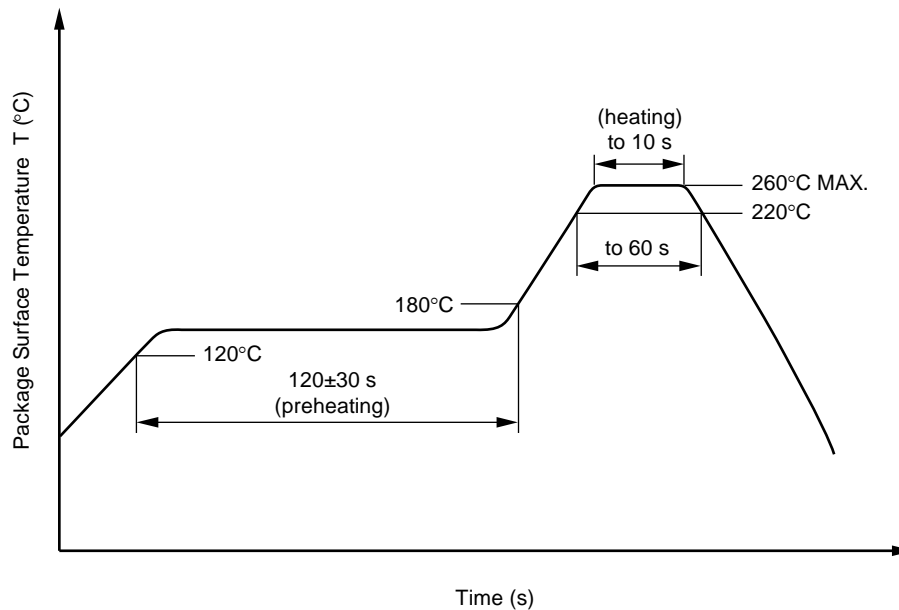 Package Surface Temperature T (°C)
(heating)
to 10 s
260°C MAX.
220°C
to 60 s
180°C
120°C
120±30 s
(preheating)
Time (s)